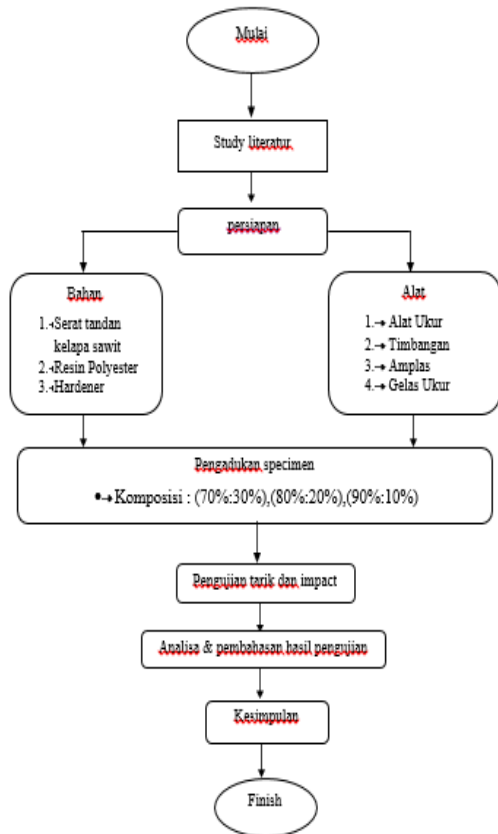 Mulai
Study literatur
persiapan
Bahan
1. Serat tandan
kelapa sawit
2. Resin Polyester
3. Hardener
Alat
1. Alat Ukur
2. Timbangan
3. Amplas
4. Gelas Ukur
Pengadukan specimen
• Komposisi : (70%:30%),(80%:20%),(90%:10%)
Pengujian tarik dan impact
Analisa & pembahasan hasil pengujian
Kesimpulan
Finish